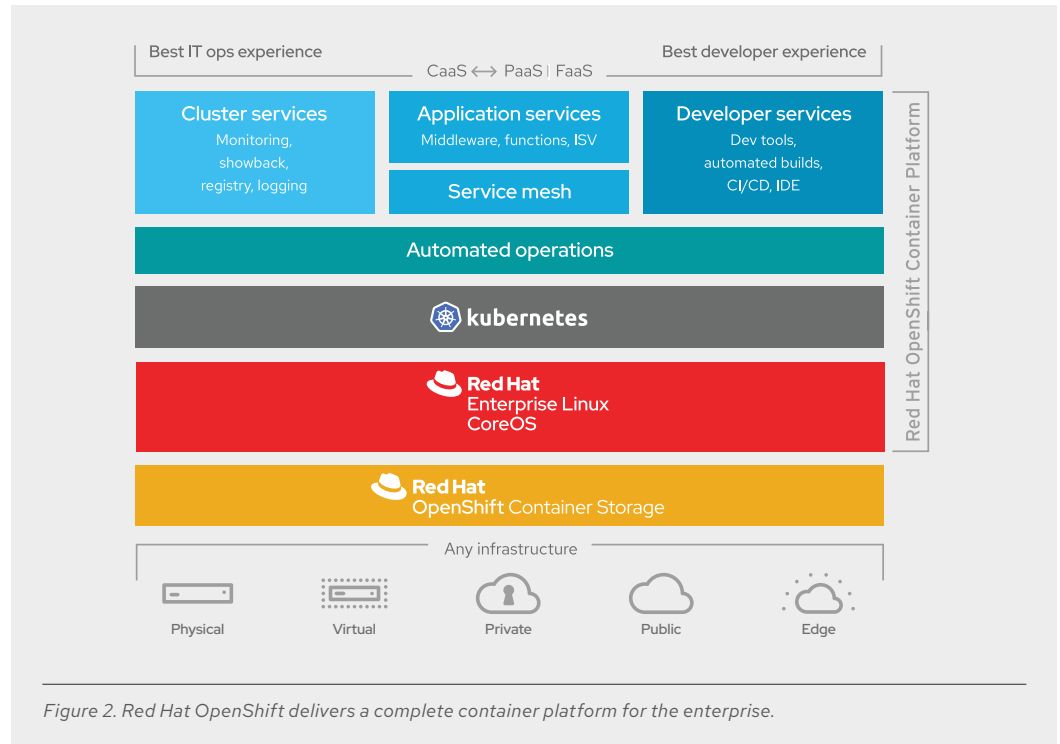 Best IT ops experience
Best developer experience
CaaS ⟷ PaaS | FaaS
Cluster services
Monitoring,
showback,
registry, logging
Application services
Middleware, functions, ISV
Service mesh
Developer services
Dev tools,
automated builds,
CI/CD, IDE
Red Hat OpenShift Container Platform
Automated operations
kubernetes
Red Hat
Enterprise Linux
CoreOS
Red Hat
OpenShift Container Storage
Any infrastructure
Physical
Virtual
Private
Public
Edge
Figure 2. Red Hat OpenShift delivers a complete container platform for the enterprise.